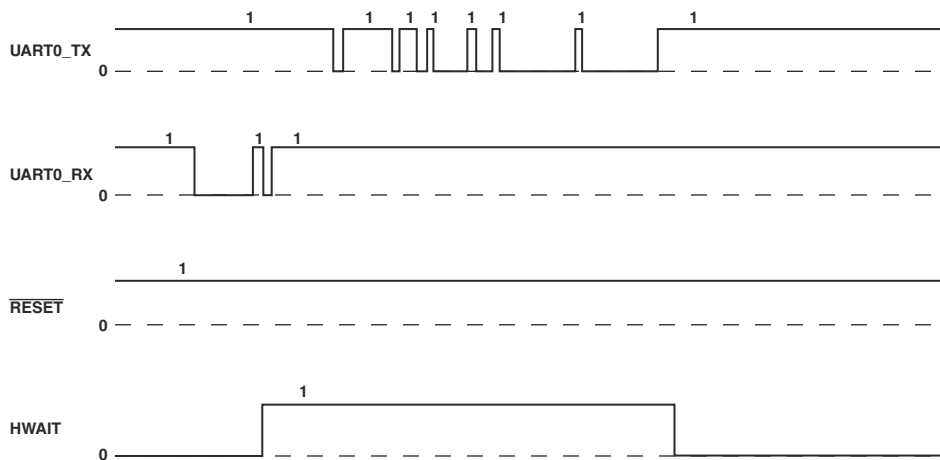 1 1 1 1 1 1 1 1
UART0_TX
0
1 1 1
UART0_RX
0
1
RESET
0
1
HWAIT
0